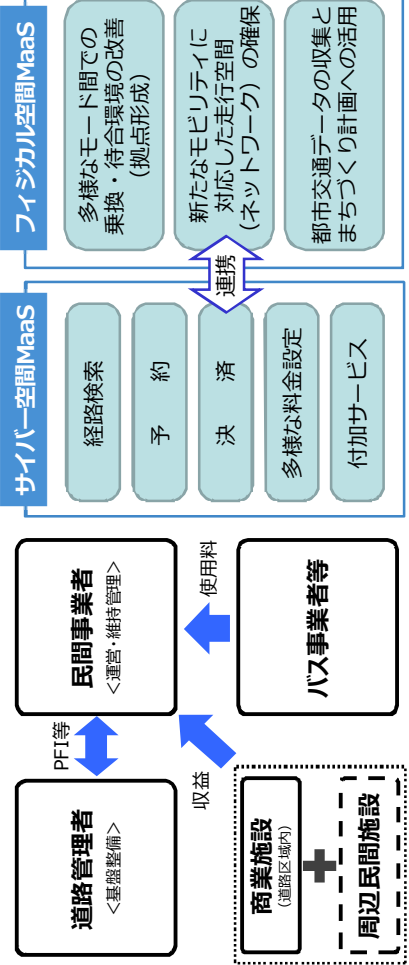 道路管理者
<基盤整備>
PFI等
民間事業者
<運営・維持管理>
収益
使用料
商業施設
(道路区域内)
周辺民間施設
バス事業者等
サイバー空間MaaS
経路検索
予　約
決　済
多様な料金設定
付加サービス
連携
フィジカル空間MaaS
多様なモード間での
乗換・待合環境の改善
(拠点形成)
新たなモビリティに
対応した走行空間
(ネットワーク)の確保
都市交通データの収集と
まちづくり計画への活用